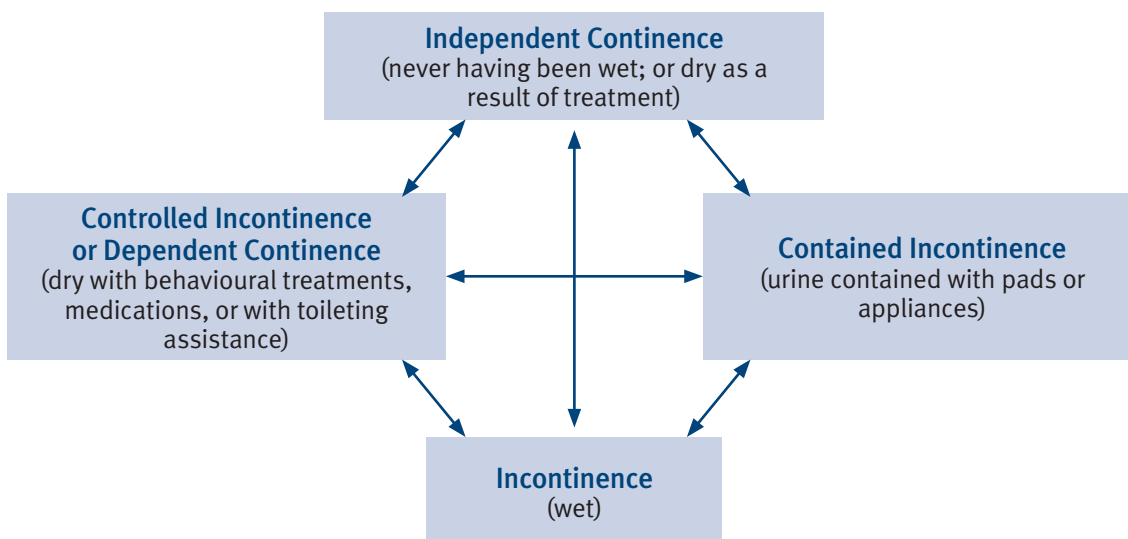 Independent Continence
(never having been wet; or dry as a
result of treatment)
Controlled Incontinence
or Dependent Continence
(dry with behavioural treatments,
medications, or with toileting
assistance)
Contained Incontinence
(urine contained with pads or
appliances)
Incontinence
(wet)